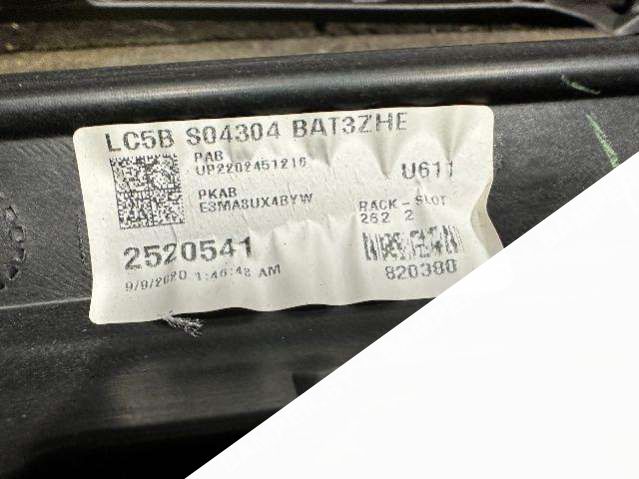 LC5B S04304 BAT3ZHE
PAB
UP2202451216
U611
PKAB
E3MA8UX4BYW
RACK - SLOT
262 2
2520541
9/9/2020 1:46:48 AM
820380